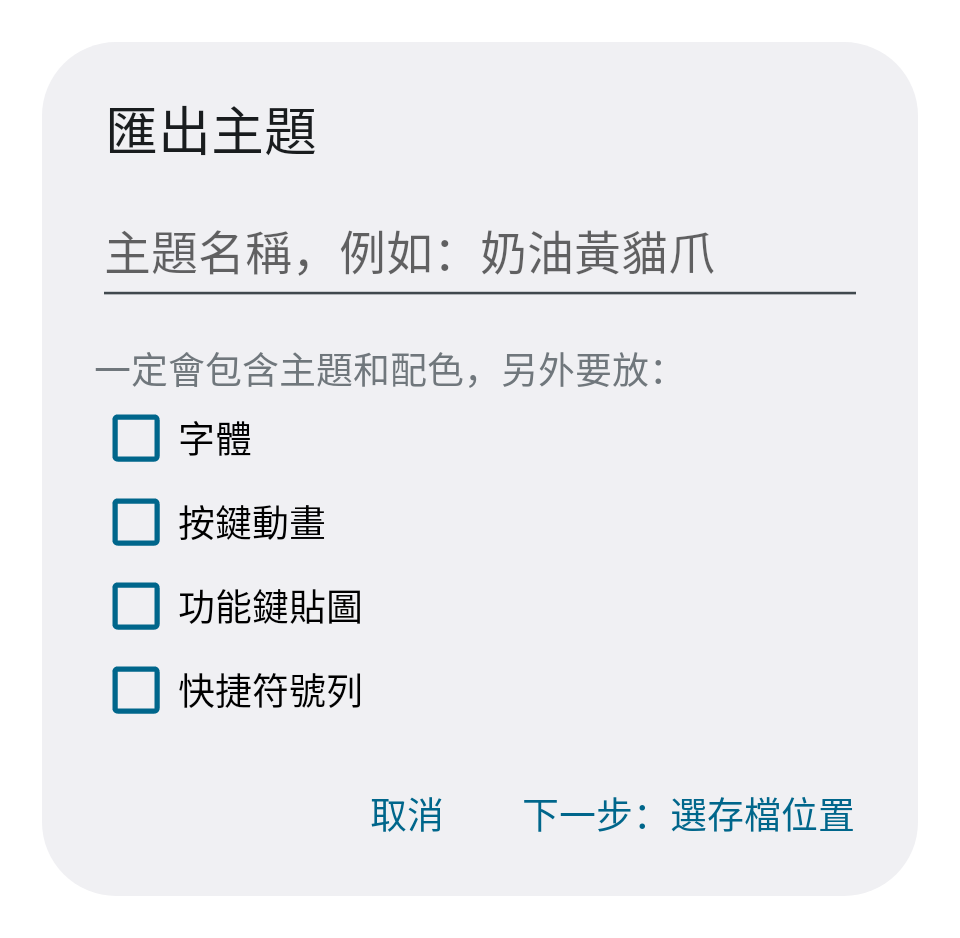 匯出主題
主題名稱，例如：奶油黃貓爪
一定會包含主題和配色，另外要放：
字體
按鍵動畫
功能鍵貼圖
快捷符號列
取消
下一步：選存檔位置